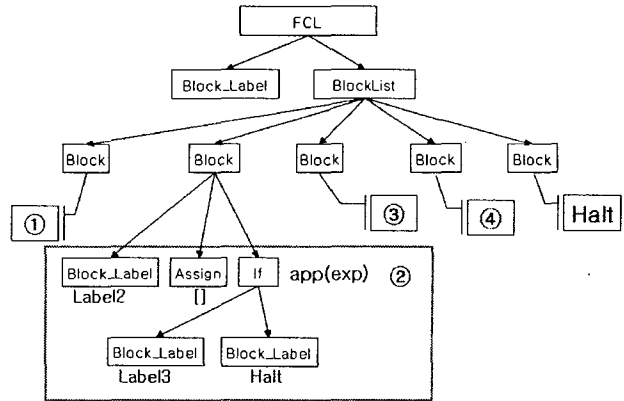 FCL
Block_Label BlockList
Block Block Block Block Block
① ③ ④ Halt
Block_Label Assign If app(exp) ②
Label2 []
Block_Label Block_Label
Label3 Halt